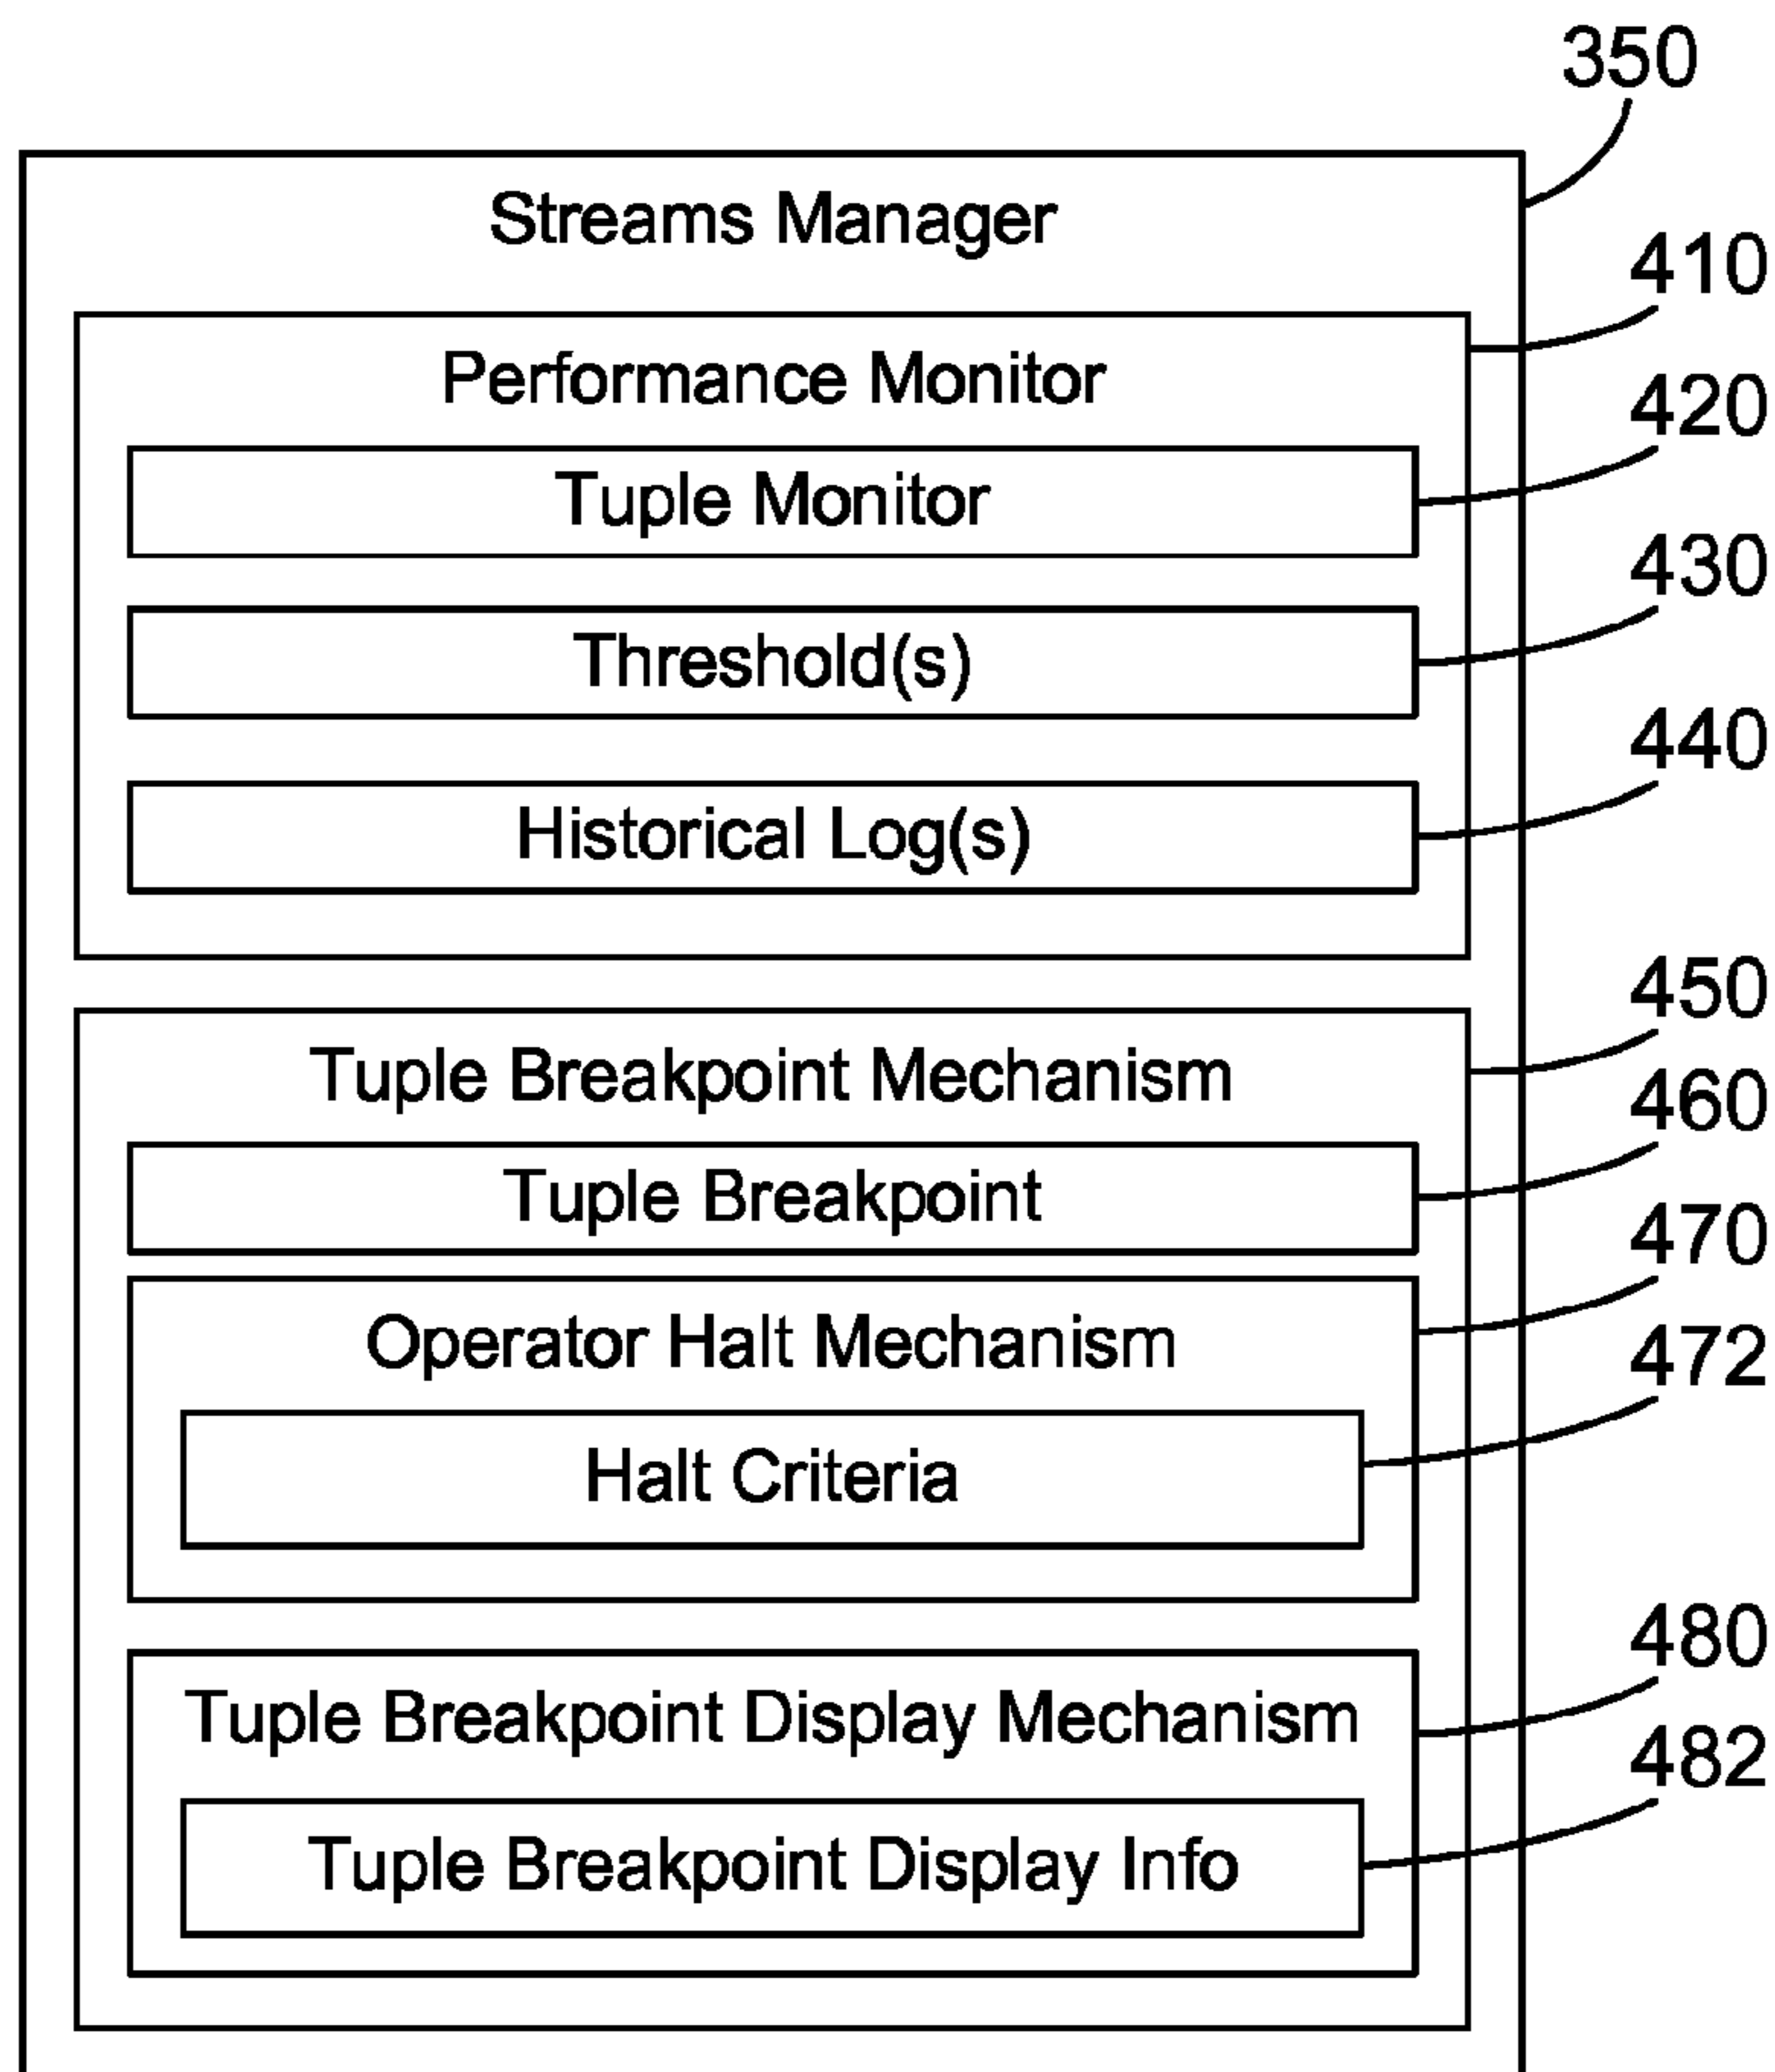 350
Streams Manager
410
Performance Monitor
420
Tuple Monitor
430
Threshold(s)
440
Historical Log(s)
450
Tuple Breakpoint Mechanism
460
Tuple Breakpoint
470
Operator Halt Mechanism
472
Halt Criteria
480
Tuple Breakpoint Display Mechanism
482
Tuple Breakpoint Display Info